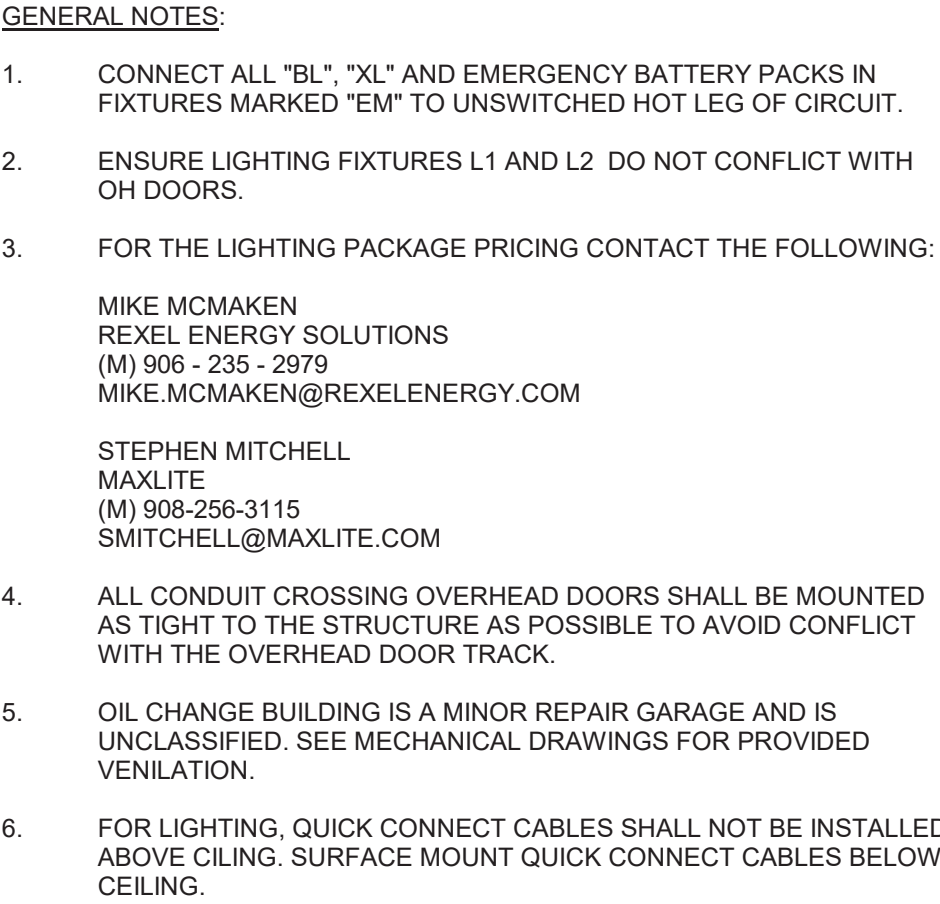 GENERAL NOTES:
1. CONNECT ALL "BL", "XL" AND EMERGENCY BATTERY PACKS IN
FIXTURES MARKED "EM" TO UNSWITCHED HOT LEG OF CIRCUIT.
2. ENSURE LIGHTING FIXTURES L1 AND L2 DO NOT CONFLICT WITH
OH DOORS.
3. FOR THE LIGHTING PACKAGE PRICING CONTACT THE FOLLOWING:
MIKE MCMAKEN
REXEL ENERGY SOLUTIONS
(M) 906 - 235 - 2979
MIKE.MCMAKEN@REXELENERGY.COM
STEPHEN MITCHELL
MAXLITE
(M) 908-256-3115
SMITCHELL@MAXLITE.COM
4. ALL CONDUIT CROSSING OVERHEAD DOORS SHALL BE MOUNTED
AS TIGHT TO THE STRUCTURE AS POSSIBLE TO AVOID CONFLICT
WITH THE OVERHEAD DOOR TRACK.
5. OIL CHANGE BUILDING IS A MINOR REPAIR GARAGE AND IS
UNCLASSIFIED. SEE MECHANICAL DRAWINGS FOR PROVIDED
VENILATION.
6. FOR LIGHTING, QUICK CONNECT CABLES SHALL NOT BE INSTALLED
ABOVE CILING. SURFACE MOUNT QUICK CONNECT CABLES BELOW
CEILING.